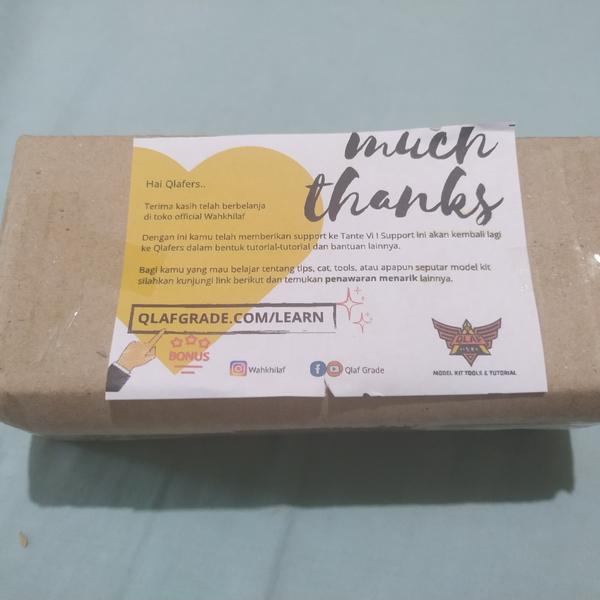 much
thanks
Hai Qlafers..
Terima kasih telah berbelanja
di toko official Wahkhilaf
Dengan ini kamu telah memberikan support ke Tante Vi I Support ini akan kembali lagi
ke Qlafers dalam bentuk tutorial-tutorial dan bantuan lainnya.
Bagi kamu yang mau belajar tentang tips, cat, tools, atau apapun seputar model kit
silahkan kunjungi link berikut dan temukan penawaran menarik lainnya.
QLAFGRADE.COM/LEARN
BONUS
Wahkhilaf
Qlaf Grade
QLAF
MODEL KIT TOOLS & TUTORIAL